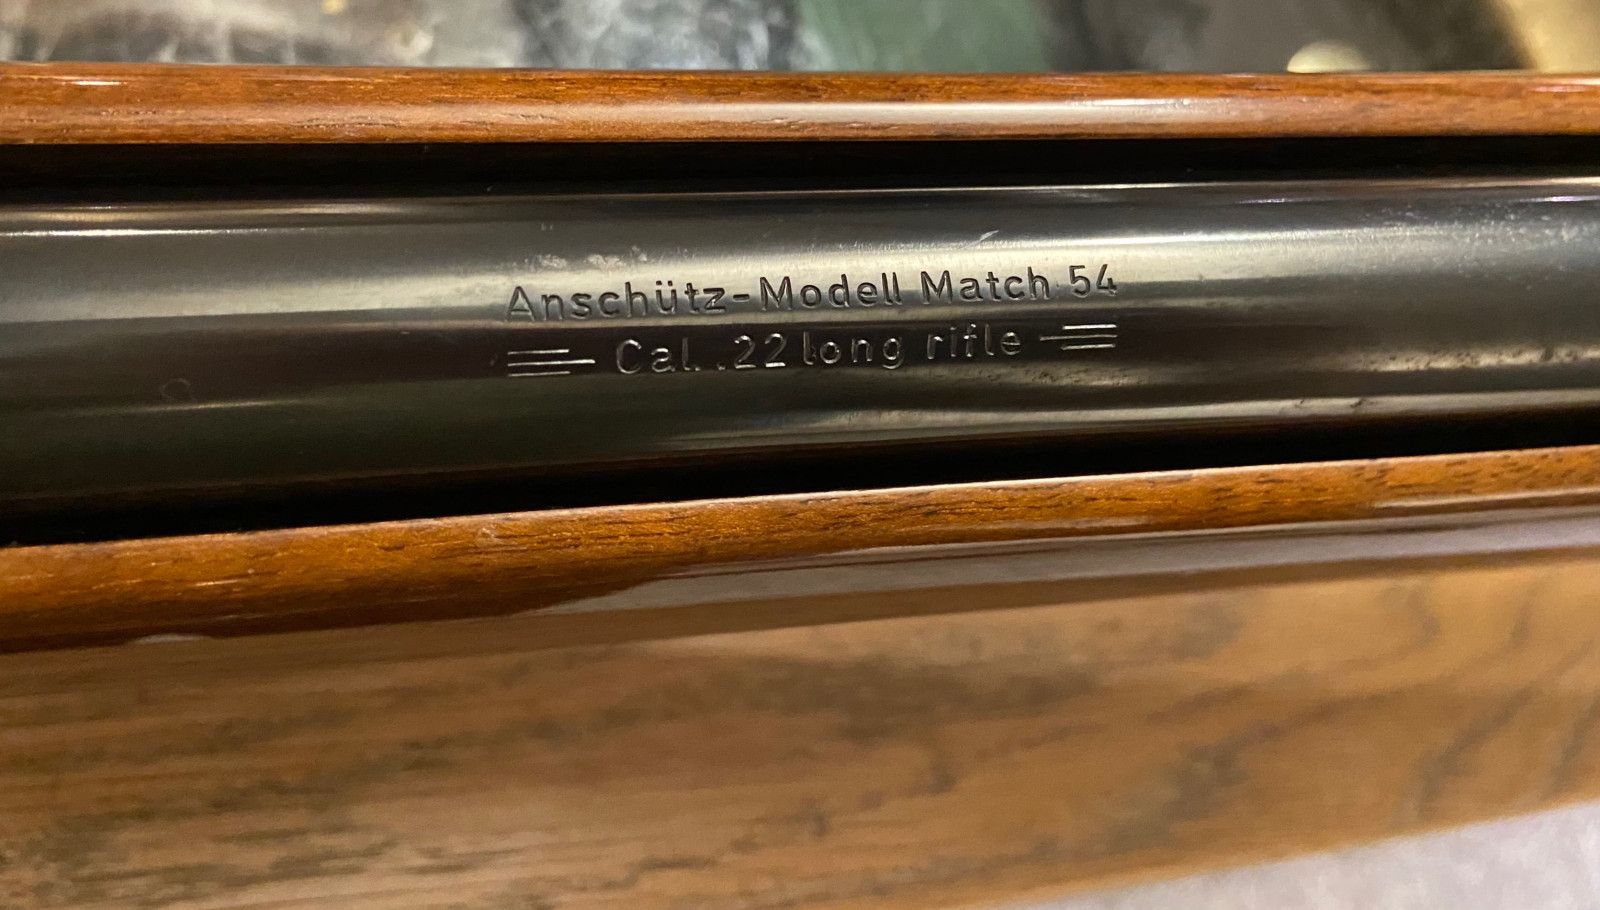 Anschütz-Modell Match 54
Cal. .22 long rifle